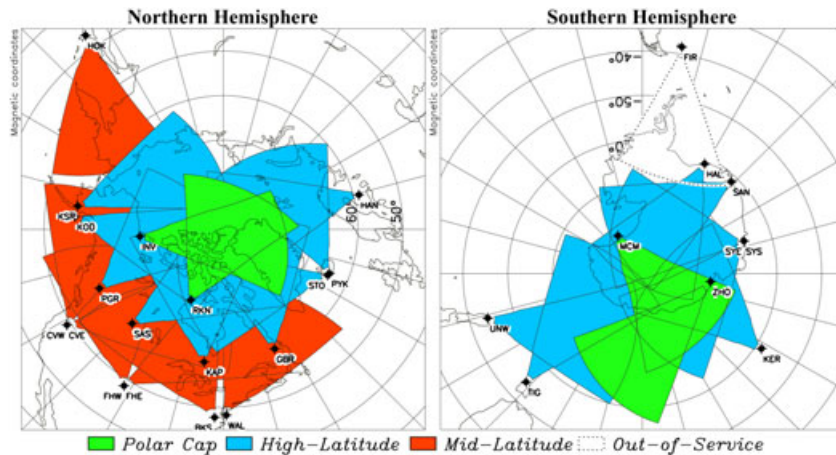 Northern Hemisphere
Southern Hemisphere
Magnetic coordinates
HOK
KSR
KOD
INV
HAN
60°
50°
PGR
RKN
STO
PYK
CVW CVE
SAS
KAP
GBR
FHW FHE
BKS
WAL
Magnetic coordinates
FIR
40°
50°
HAL
SAN
MCM
SYE
SYS
ZHO
UNW
KER
TIG
Polar Cap
High-Latitude
Mid-Latitude
Out-of-Service